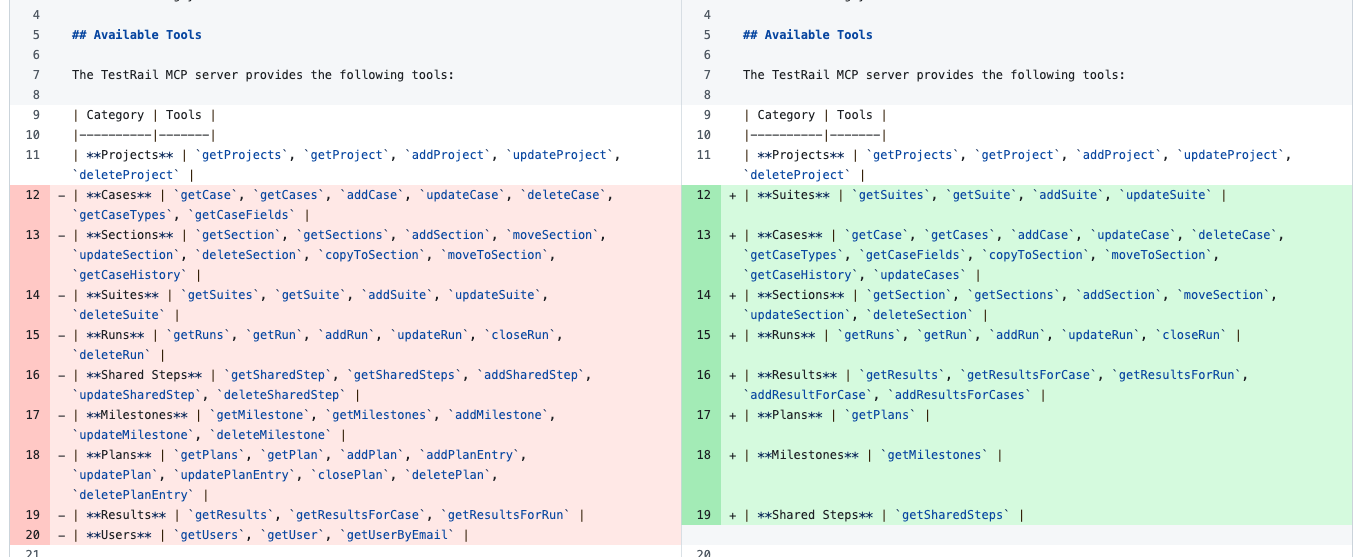 4
5 ## Available Tools
6
7 The TestRail MCP server provides the following tools:
8
9 | Category | Tools |
10 |----------|-------|
11 | **Projects** | `getProjects`, `getProject`, `addProject`, `updateProject`,
`deleteProject` |
12 - | **Cases** | `getCase`, `getCases`, `addCase`, `updateCase`, `deleteCase`,
`getCaseTypes`, `getCaseFields` |
13 - | **Sections** | `getSection`, `getSections`, `addSection`, `moveSection`,
`updateSection`, `deleteSection`, `copyToSection`, `moveToSection`,
`getCaseHistory` |
14 - | **Suites** | `getSuites`, `getSuite`, `addSuite`, `updateSuite`,
`deleteSuite` |
15 - | **Runs** | `getRuns`, `getRun`, `addRun`, `updateRun`, `closeRun`,
`deleteRun` |
16 - | **Shared Steps** | `getSharedStep`, `getSharedSteps`, `addSharedStep`,
`updateSharedStep`, `deleteSharedStep` |
17 - | **Milestones** | `getMilestone`, `getMilestones`, `addMilestone`,
`updateMilestone`, `deleteMilestone` |
18 - | **Plans** | `getPlans`, `getPlan`, `addPlan`, `addPlanEntry`,
`updatePlan`, `updatePlanEntry`, `closePlan`, `deletePlan`,
`deletePlanEntry` |
19 - | **Results** | `getResults`, `getResultsForCase`, `getResultsForRun` |
20 - | **Users** | `getUsers`, `getUser`, `getUserByEmail` |
21
4
5 ## Available Tools
6
7 The TestRail MCP server provides the following tools:
8
9 | Category | Tools |
10 |----------|-------|
11 | **Projects** | `getProjects`, `getProject`, `addProject`, `updateProject`,
`deleteProject` |
12 + | **Suites** | `getSuites`, `getSuite`, `addSuite`, `updateSuite` |
13 + | **Cases** | `getCase`, `getCases`, `addCase`, `updateCase`, `deleteCase`,
`getCaseTypes`, `getCaseFields`, `copyToSection`, `moveToSection`,
`getCaseHistory`, `updateCases` |
14 + | **Sections** | `getSection`, `getSections`, `addSection`, `moveSection`,
`updateSection`, `deleteSection` |
15 + | **Runs** | `getRuns`, `getRun`, `addRun`, `updateRun`, `closeRun` |
16 + | **Results** | `getResults`, `getResultsForCase`, `getResultsForRun`,
`addResultForCase`, `addResultsForCases` |
17 + | **Plans** | `getPlans` |
18 + | **Milestones** | `getMilestones` |
19 + | **Shared Steps** | `getSharedSteps` |
20